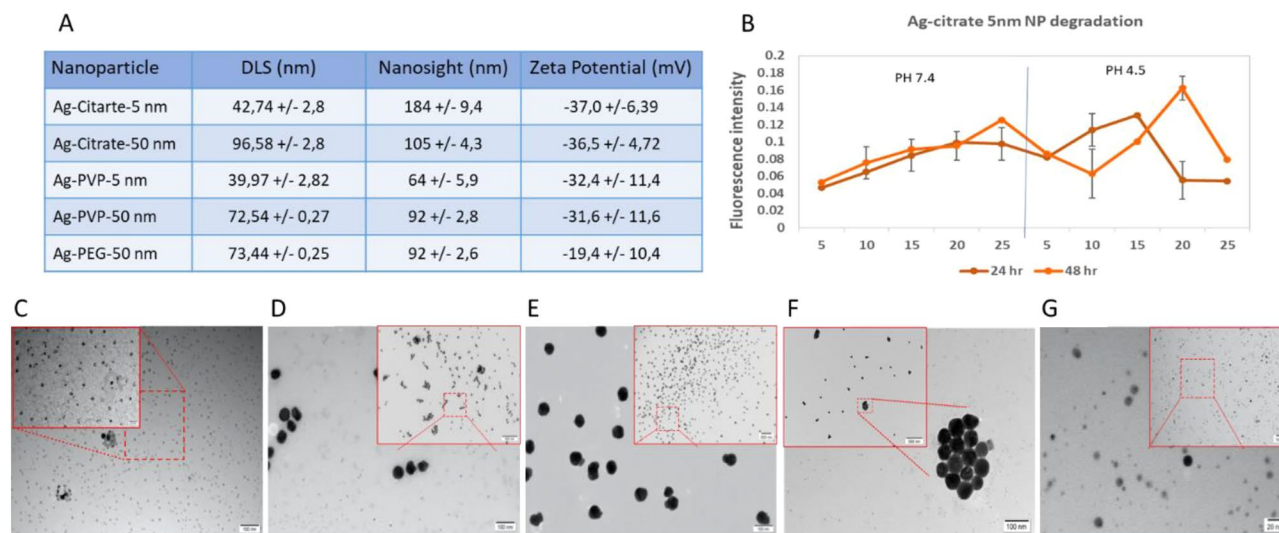 A
Nanoparticle DLS (nm) Nanosight (nm) Zeta Potential (mV)
Ag-Citarte-5 nm 42,74 +/- 2,8 184 +/- 9,4 -37,0 +/-6,39
Ag-Citrate-50 nm 96,58 +/- 2,8 105 +/- 4,3 -36,5 +/- 4,72
Ag-PVP-5 nm 39,97 +/- 2,82 64 +/- 5,9 -32,4 +/- 11,4
Ag-PVP-50 nm 72,54 +/- 0,27 92 +/- 2,8 -31,6 +/- 11,6
Ag-PEG-50 nm 73,44 +/- 0,25 92 +/- 2,6 -19,4 +/- 10,4
B
Ag-citrate 5nm NP degradation
Fluorescence intensity
0.2
0.18
0.16
0.14
0.12
0.1
0.08
0.06
0.04
0.02
0
PH 7.4 PH 4.5
5 10 15 20 25 5 10 15 20 25
24 hr 48 hr
C D E F G
100 nm
100 nm
100 nm
20 nm